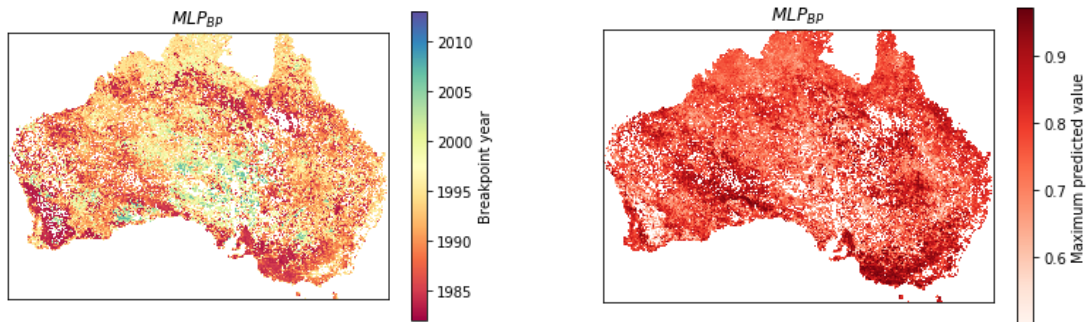 MLP_BP
2010
2005
2000
1995
1990
1985
Breakpoint year
MLP_BP
0.9
0.8
0.7
0.6
Maximum predicted value